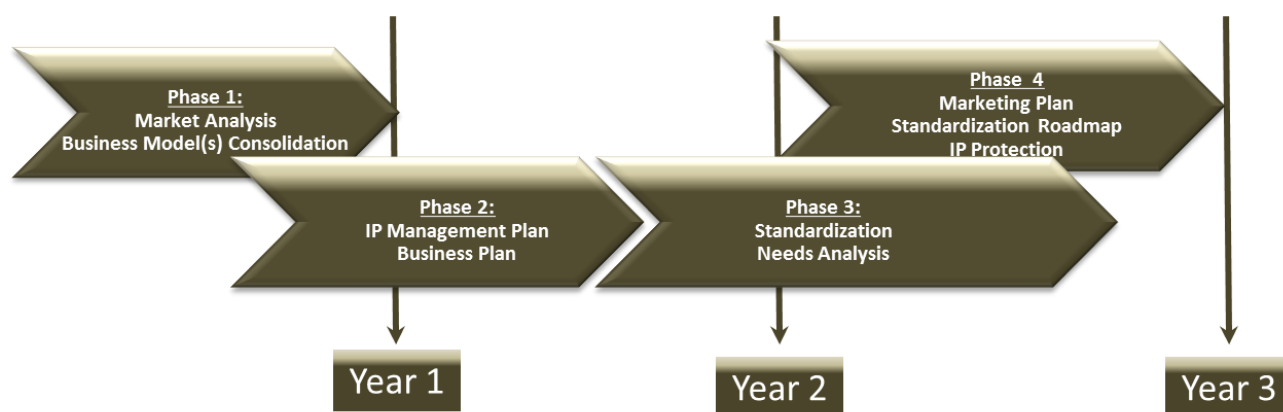 Phase 1:
Market Analysis
Business Model(s) Consolidation
Phase 2:
IP Management Plan
Business Plan
Phase 3:
Standardization
Needs Analysis
Phase 4
Marketing Plan
Standardization Roadmap
IP Protection
Year 1
Year 2
Year 3